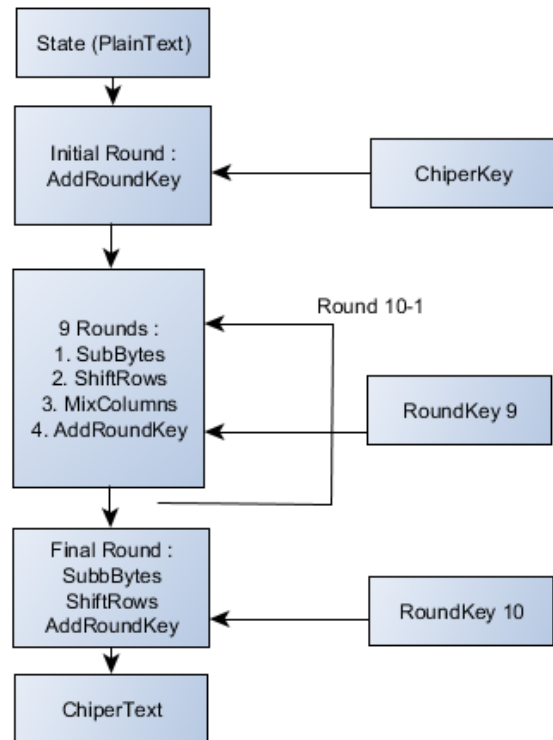 State (PlainText)
Initial Round :
AddRoundKey
ChiperKey
Round 10-1
9 Rounds :
1. SubBytes
2. ShiftRows
3. MixColumns
4. AddRoundKey
RoundKey 9
Final Round :
SubbBytes
ShiftRows
AddRoundKey
RoundKey 10
ChiperText